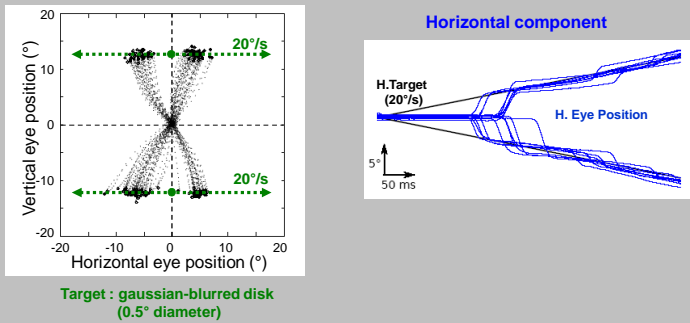 Horizontal component
20
10
0
10
20
-20
-10
0
10
20
Vertical eye position (°)
Horizontal eye position (°)
20°/s
20°/s
Target : gaussian-blurred disk
(0.5° diameter)
H.Target
(20°/s)
H. Eye Position
5°
50 ms